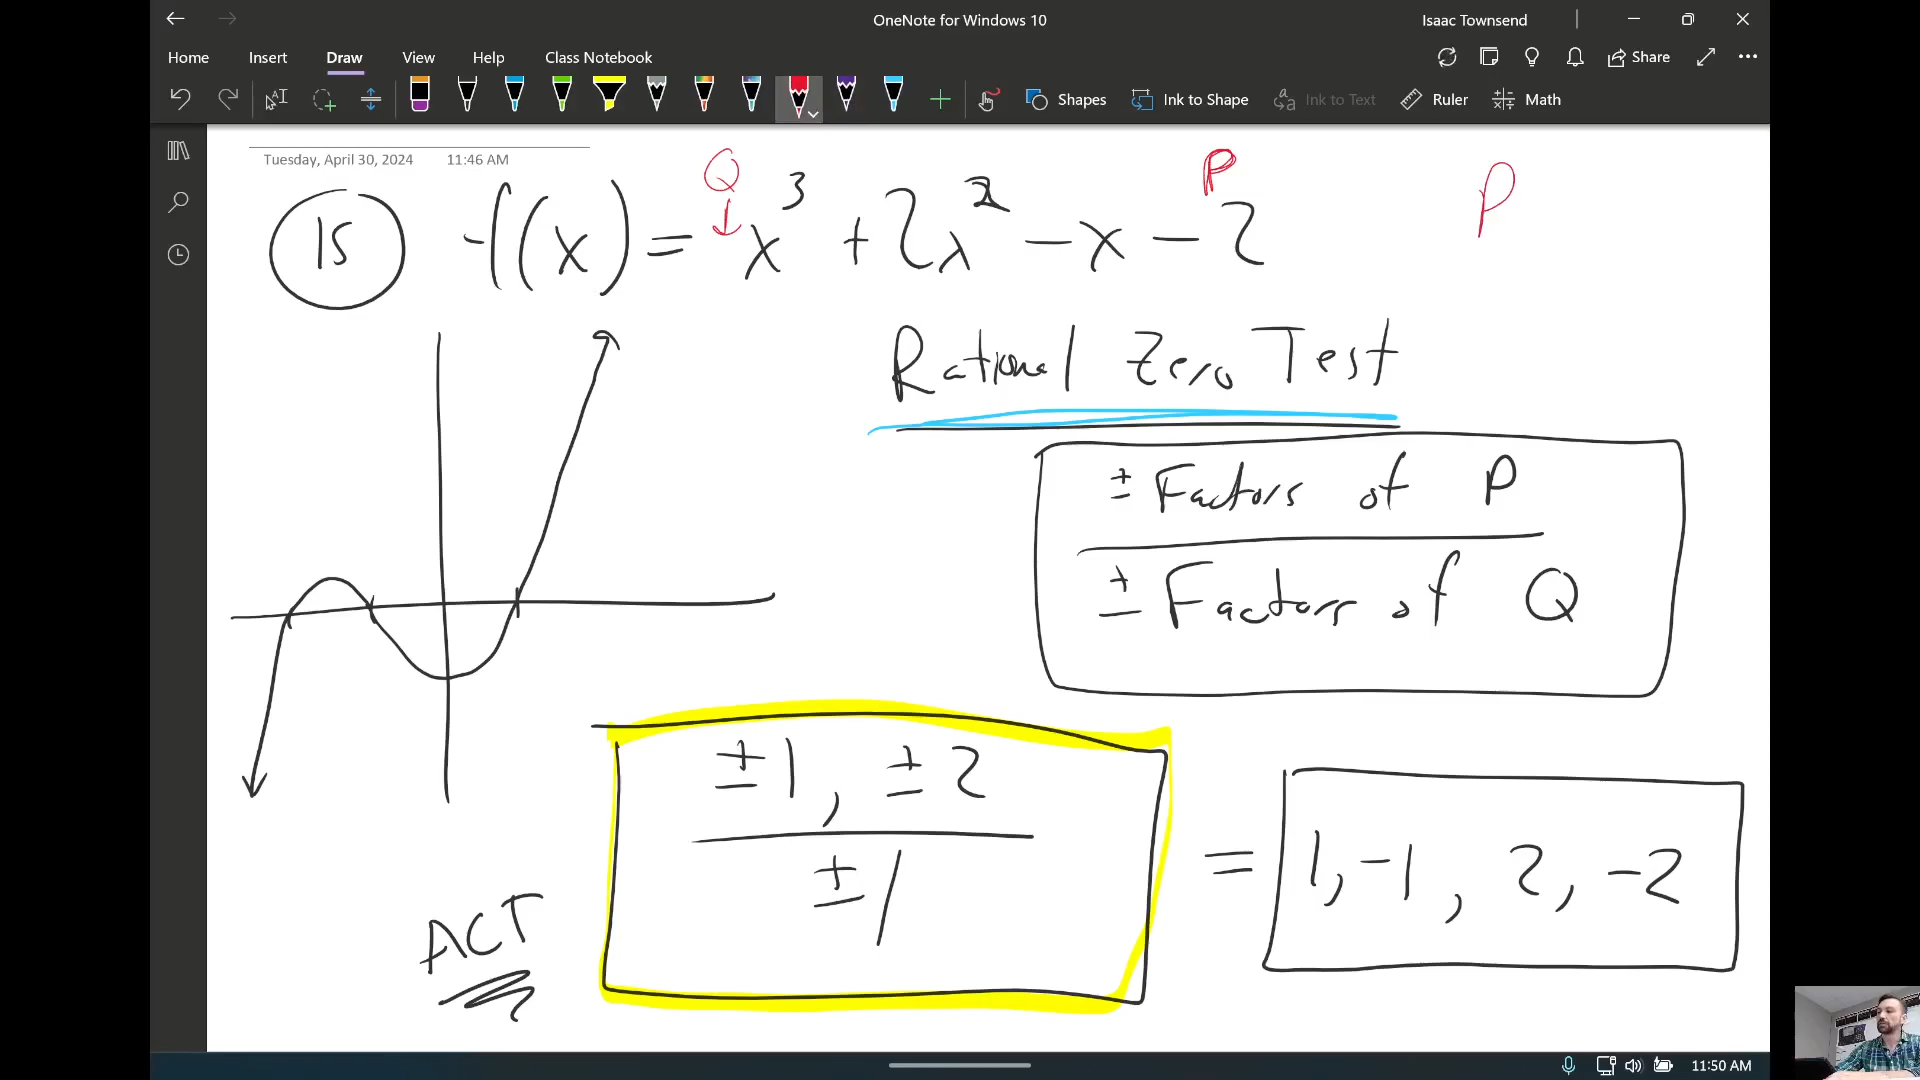 OneNote for Windows 10
Isaac Townsend
Home Insert Draw View Help Class Notebook
Share
Shapes Ink to Shape Ink to Text Ruler Math
Tuesday, April 30, 2024 11:46 AM
Q P P
15 f(x) = x³ + 2x² - x - 2
Rational Zero Test
± Factors of P
± Factors of Q
±1, ±2
±1
= 1, -1, 2, -2
ACT
11:50 AM